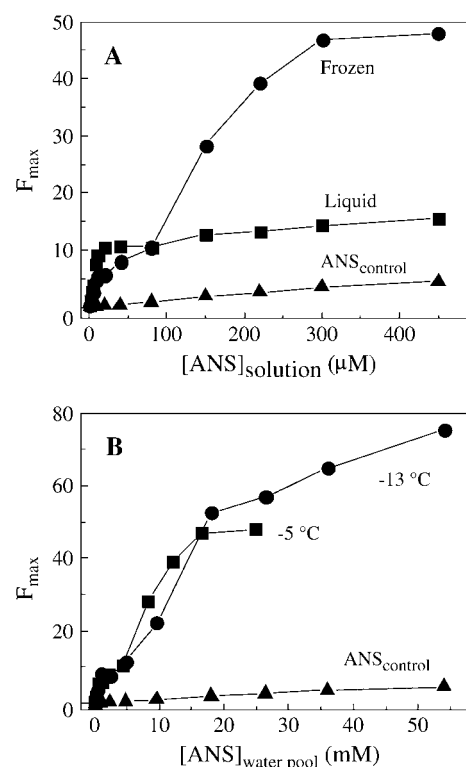 50
A
Frozen
40
30
Fmax
20
Liquid
10
ANScontrol
0
0 100 200 300 400
[ANS]solution (μM)
80
B
-13 °C
60
-5 °C
40
Fmax
20
ANScontrol
0
0 10 20 30 40 50
[ANS]water pool (mM)